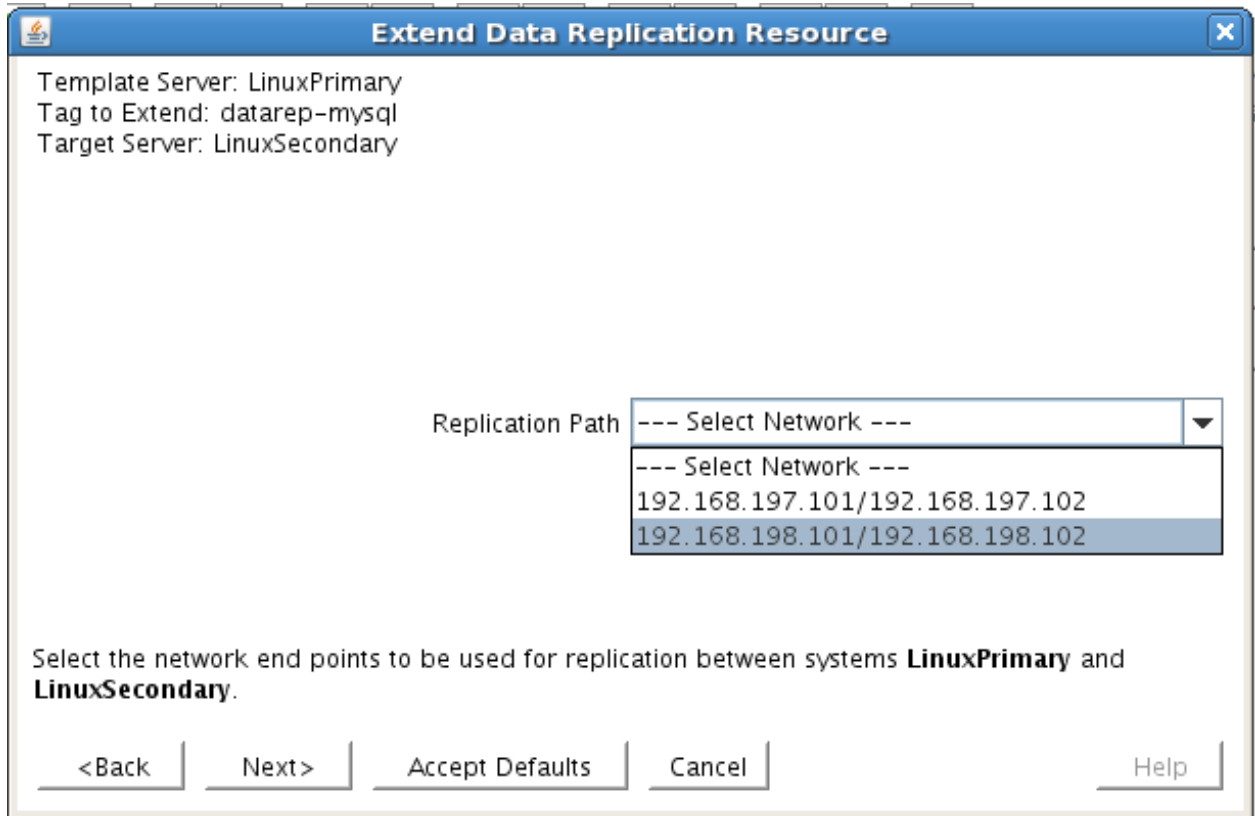 Extend Data Replication Resource
Template Server: LinuxPrimary
Tag to Extend: datarep-mysql
Target Server: LinuxSecondary
Replication Path --- Select Network ---
--- Select Network ---
192.168.197.101/192.168.197.102
192.168.198.101/192.168.198.102
Select the network end points to be used for replication between systems LinuxPrimary and
LinuxSecondary.
<Back Next> Accept Defaults Cancel Help